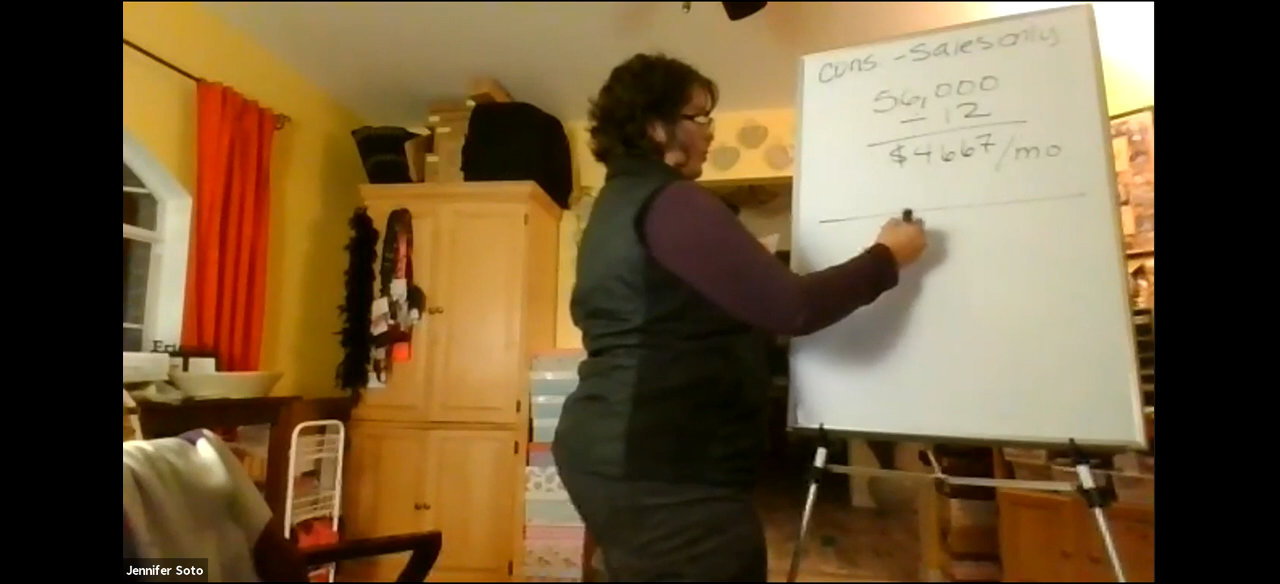 cons - Sales only
56,000
- 12
$4667/mo
Jennifer Soto